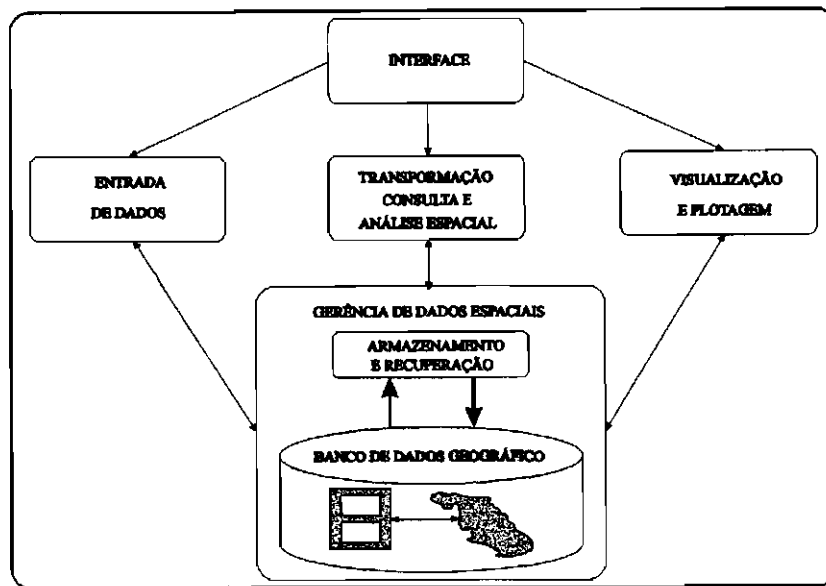 INTERFACE
ENTRADA
DE DADOS
TRANSFORMAÇÃO
CONSULTA E
ANÁLISE ESPACIAL
VISUALIZAÇÃO
E PLOTAGEM
GERÊNCIA DE DADOS ESPACIAIS
ARMAZENAMENTO
E RECUPERAÇÃO
BANCO DE DADOS GEOGRÁFICO